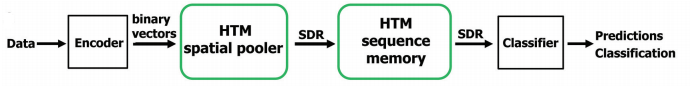 Data
Encoder
binary
vectors
HTM
spatial pooler
SDR
HTM
sequence
memory
SDR
Classifier
Predictions
Classification